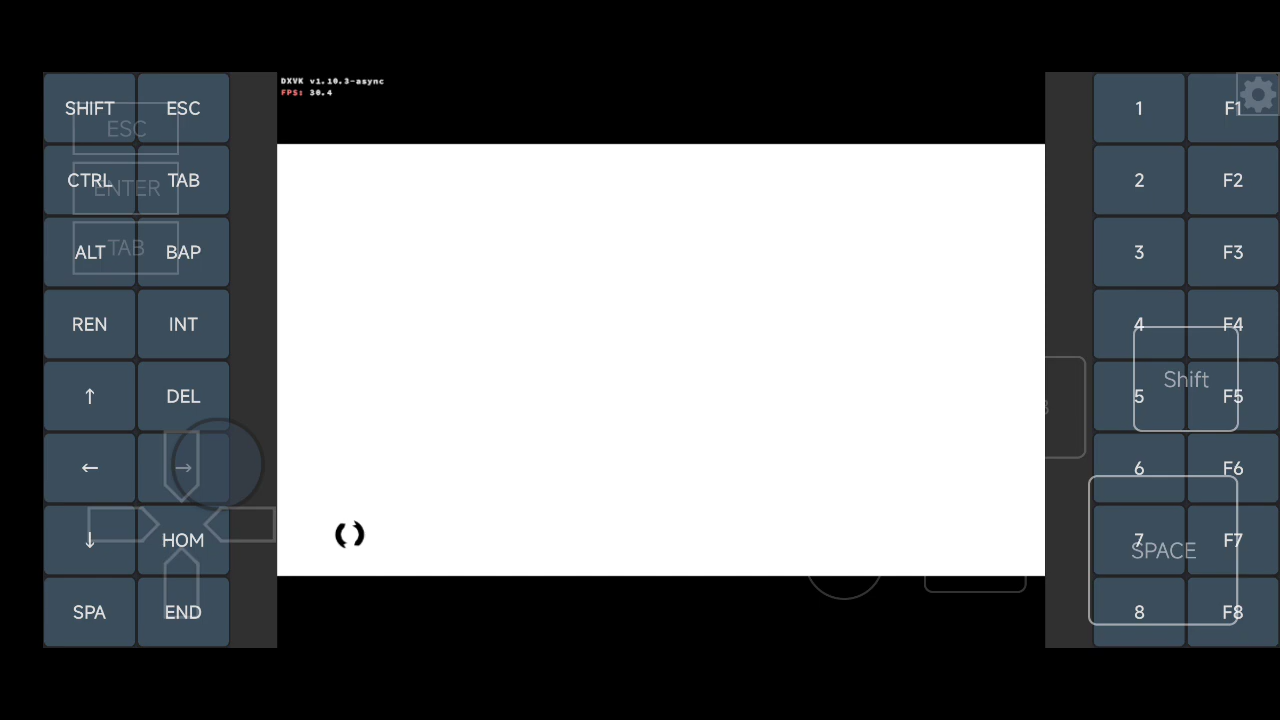 DXVK v1.10.3-async
FPS: 30.4
SHIFT ESC
ESC
CTRL TAB
ENTER
ALT BAP
TAB
REN INT
↑ DEL
← →
↓ HOM
SPA END
1 F1
2 F2
3 F3
4 F4
Shift
5 F5
6 F6
7 F7
SPACE
8 F8